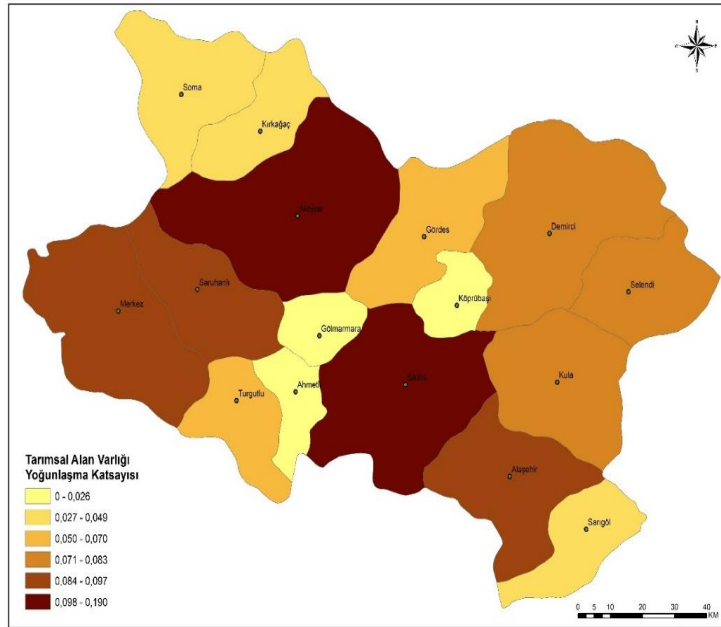 Soma
Kırkağaç
Akhisar
Gördes
Demirci
Selendi
Saruhanlı
Merkez
Köprübaşı
Gölmarmara
Salihli
Ahmetli
Turgutlu
Kula
Alaşehir
Sarıgöl
Tarımsal Alan Varlığı
Yoğunlaşma Katsayısı
0 - 0,026
0,027 - 0,049
0,050 - 0,070
0,071 - 0,083
0,084 - 0,097
0,098 - 0,190
0 5 10 20 30 40
KM